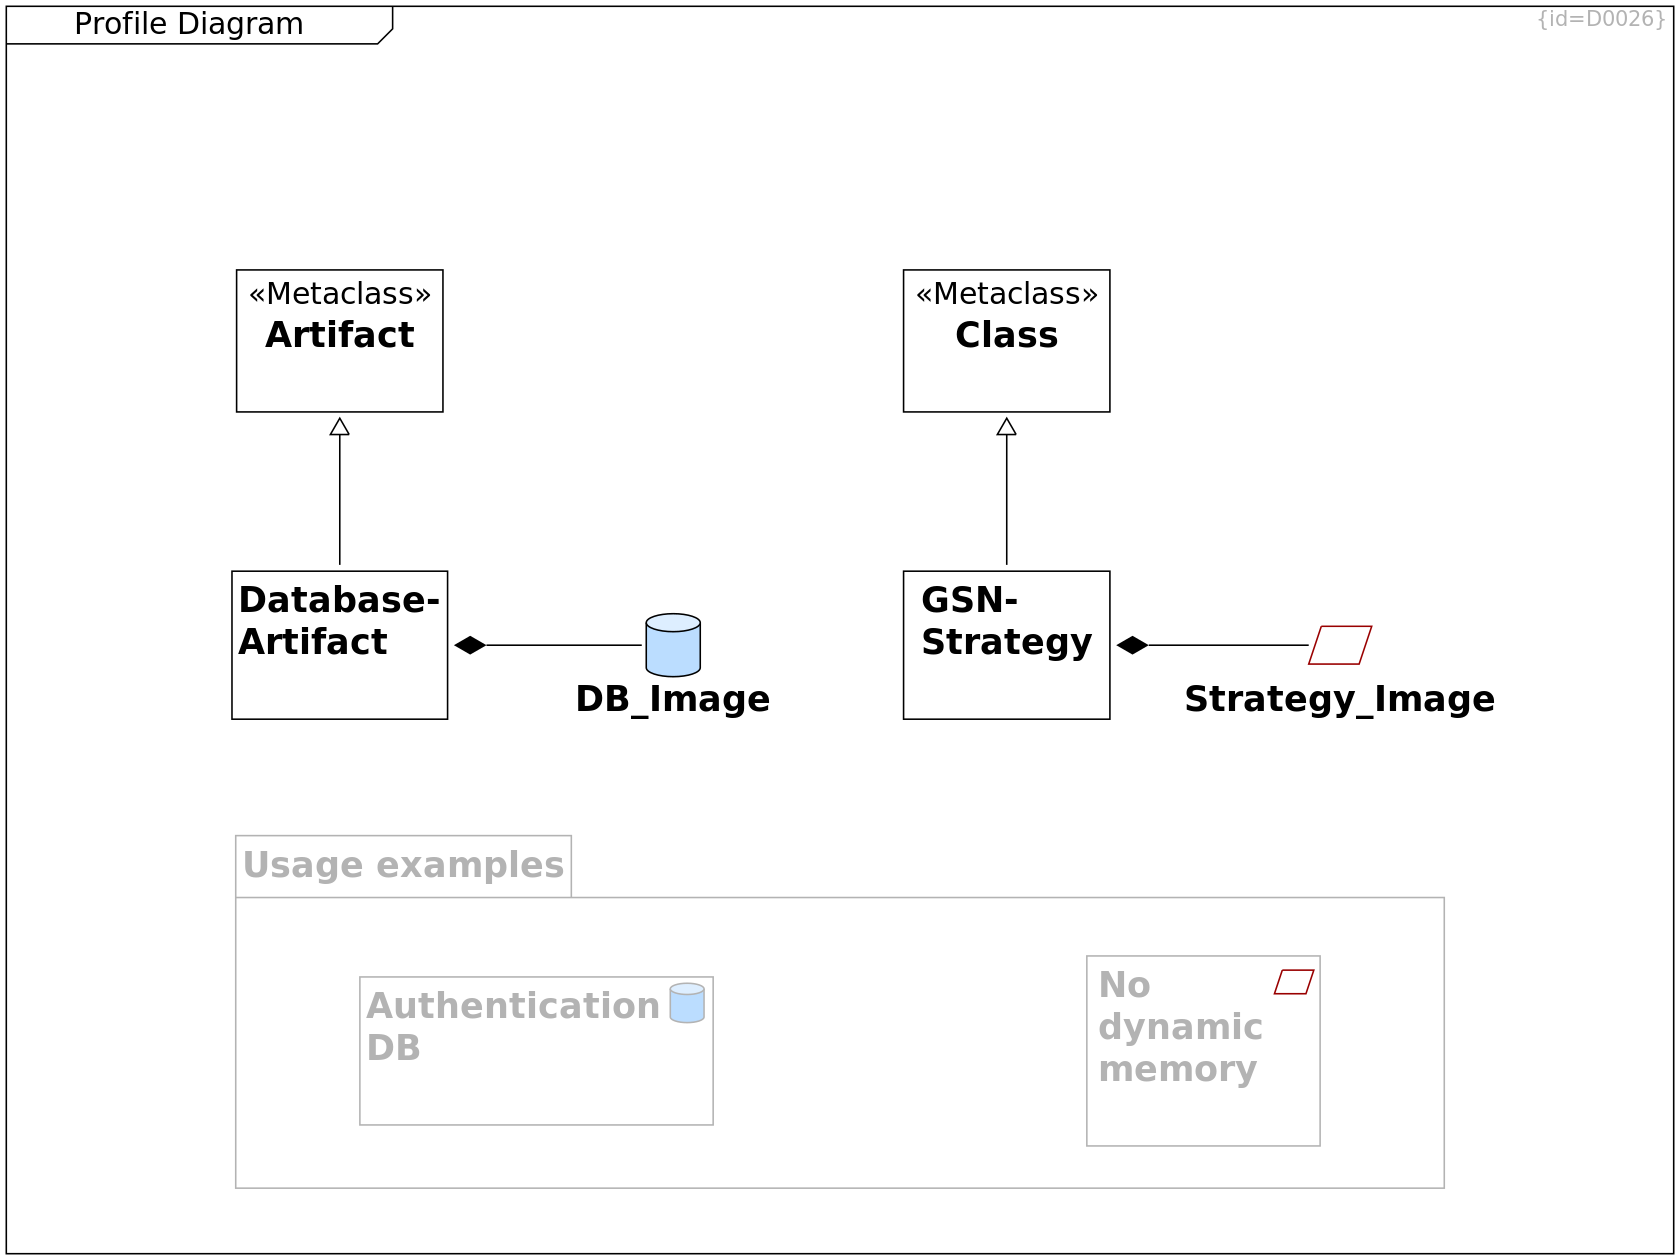 Profile Diagram
{id=D0026}
«Metaclass»
Artifact
«Metaclass»
Class
Database-
Artifact
DB_Image
GSN-
Strategy
Strategy_Image
Usage examples
Authentication
DB
No
dynamic
memory